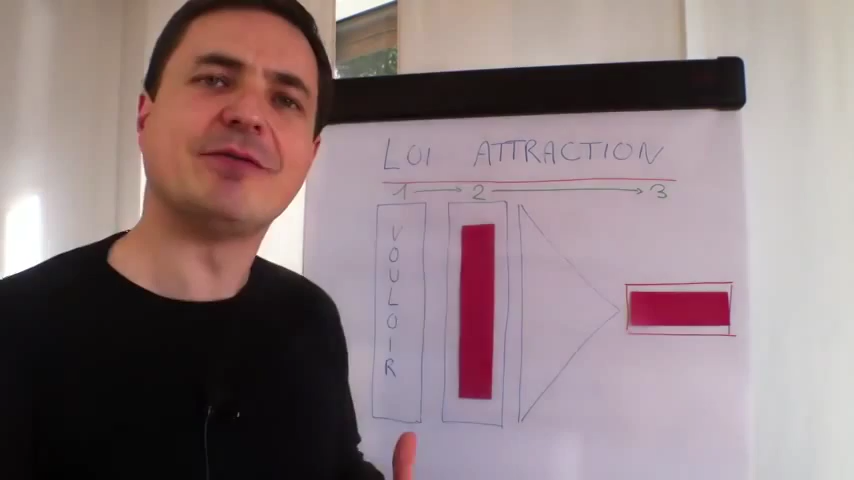 LOI ATTRACTION
1 → 2 → 3
VOULOIR